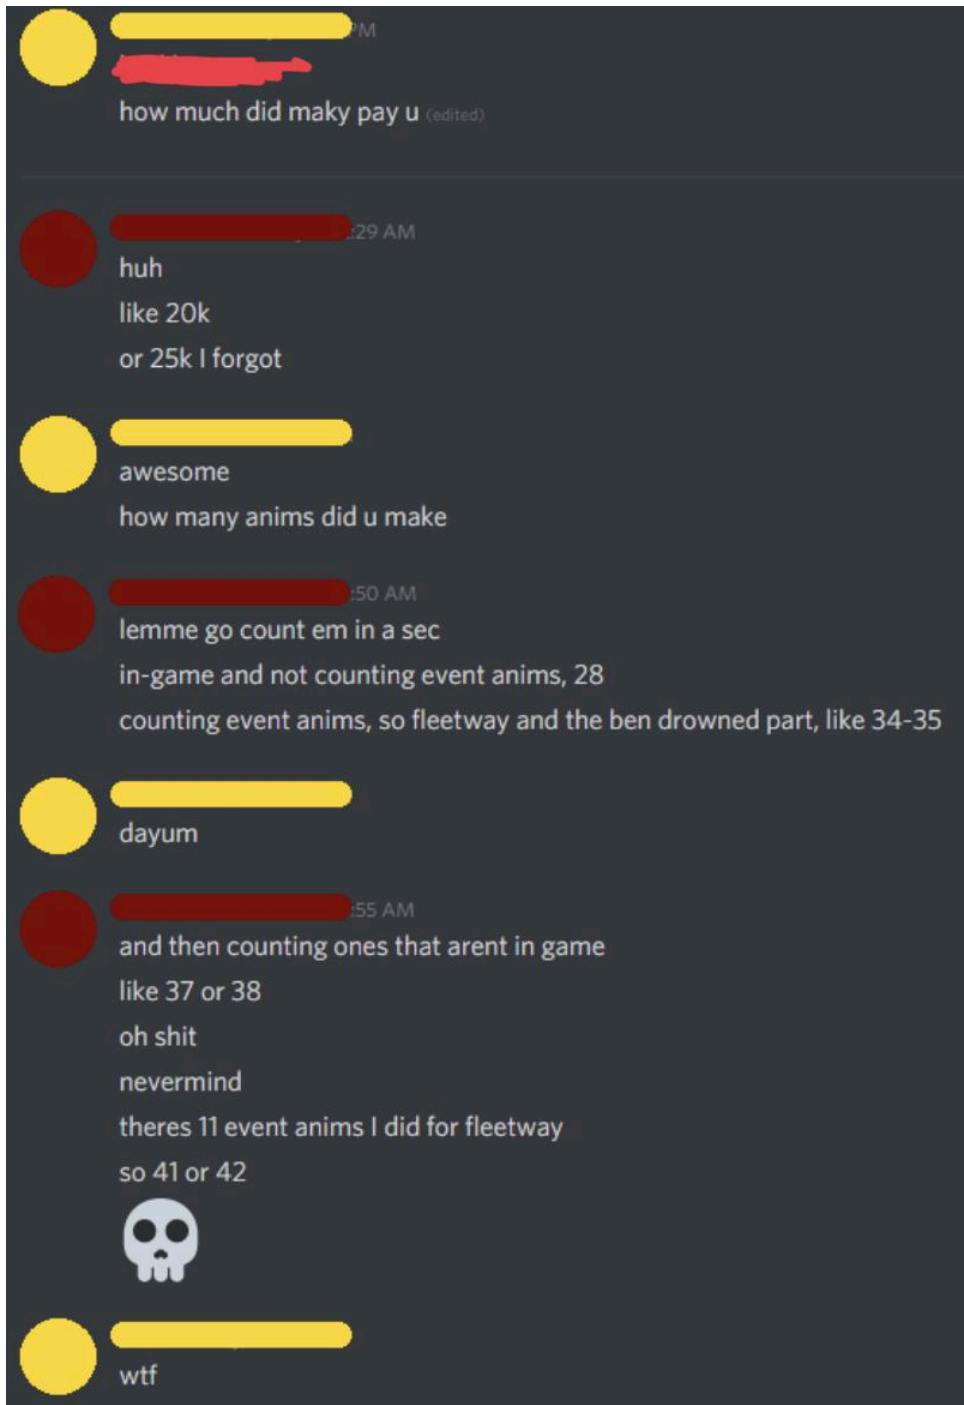 PM
how much did maky pay u (edited)
:29 AM
huh
like 20k
or 25k I forgot
awesome
how many anims did u make
:50 AM
lemme go count em in a sec
in-game and not counting event anims, 28
counting event anims, so fleetway and the ben drowned part, like 34-35
dayum
:55 AM
and then counting ones that arent in game
like 37 or 38
oh shit
nevermind
theres 11 event anims I did for fleetway
so 41 or 42
wtf